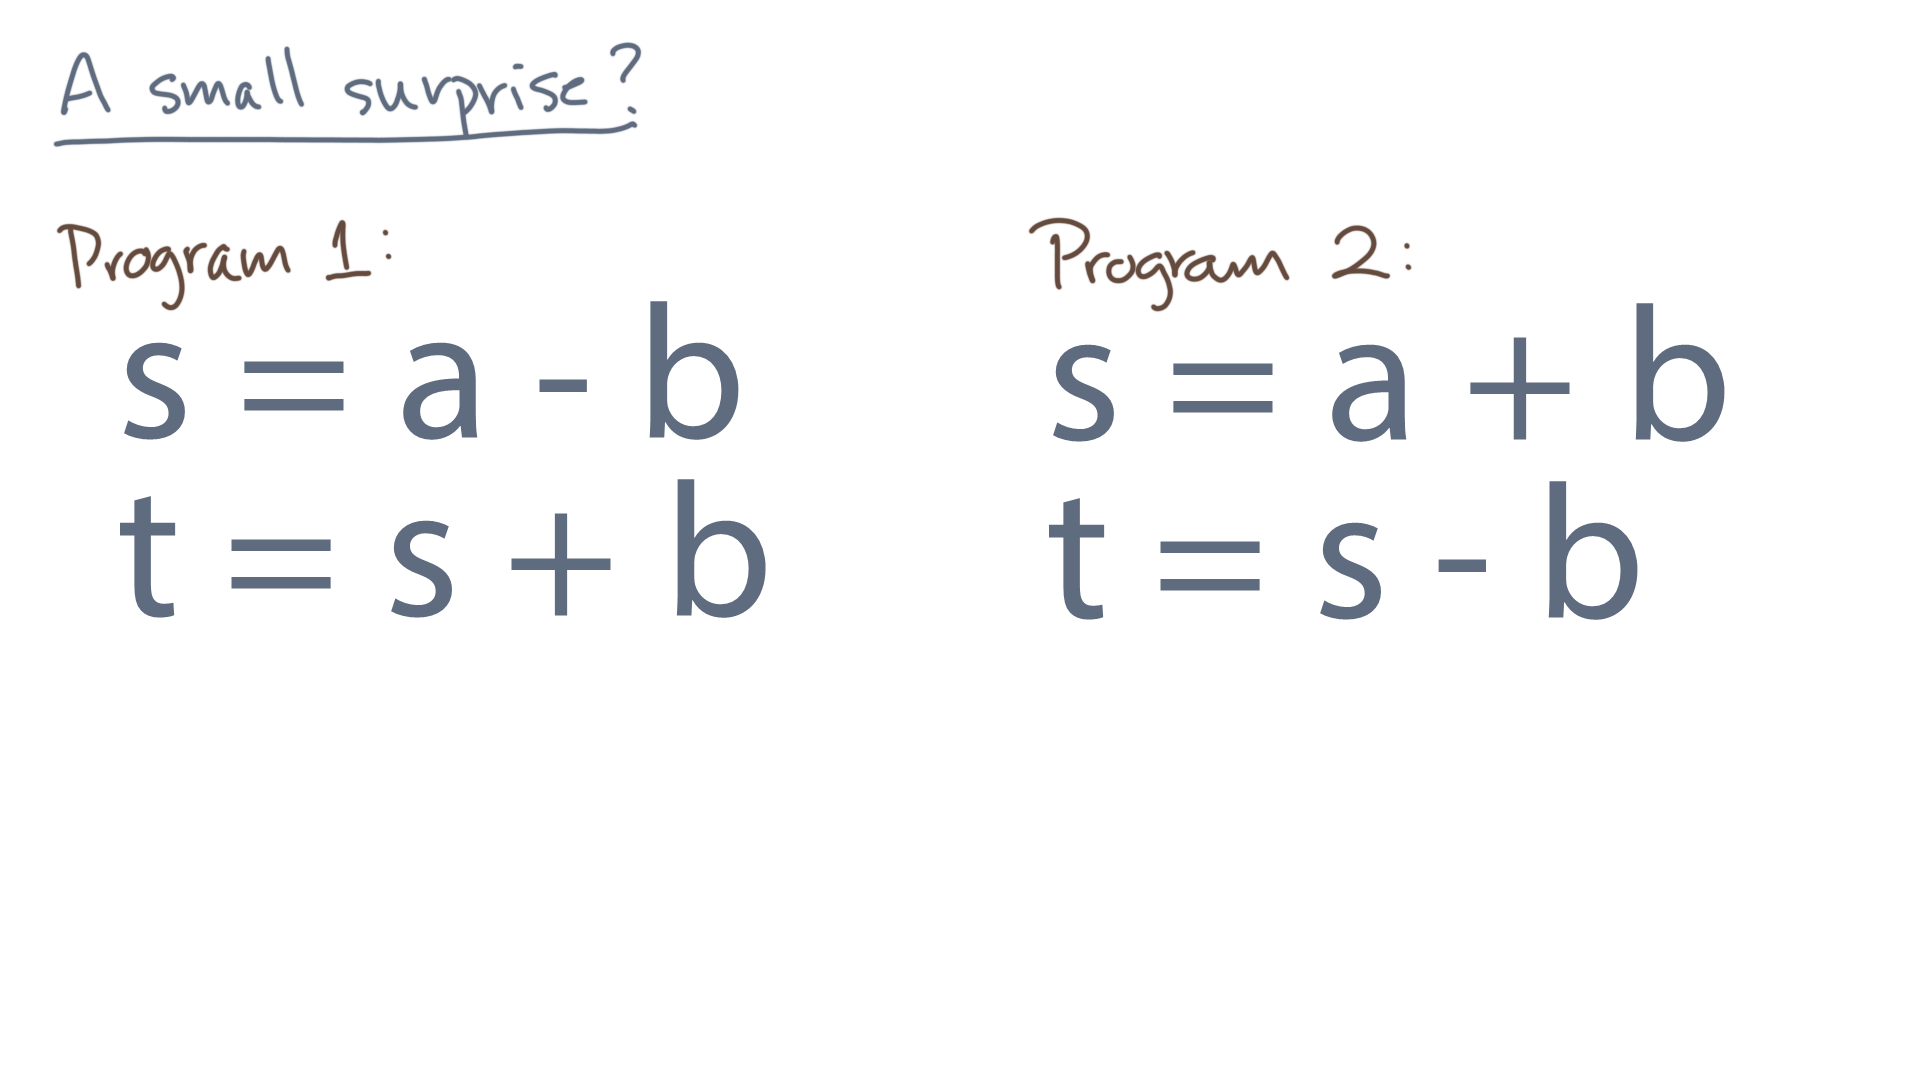 A small surprise?
Program 1:
s = a - b
t = s + b
Program 2:
s = a + b
t = s - b